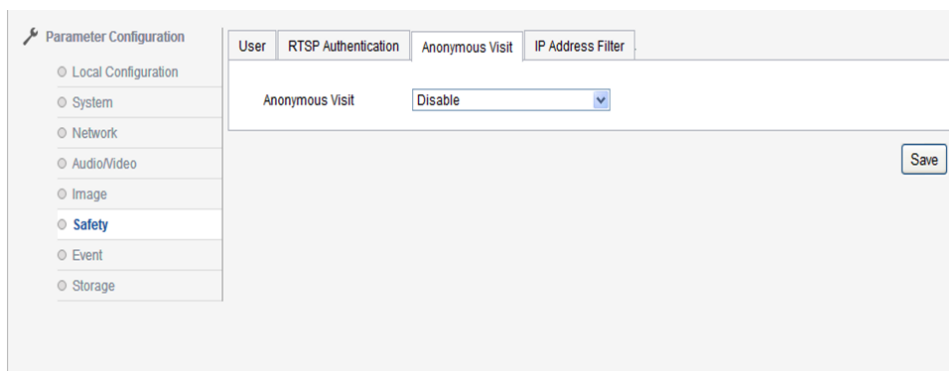 Parameter Configuration
Local Configuration
System
Network
Audio/Video
Image
Safety
Event
Storage
User
RTSP Authentication
Anonymous Visit
IP Address Filter
Anonymous Visit
Disable
Save